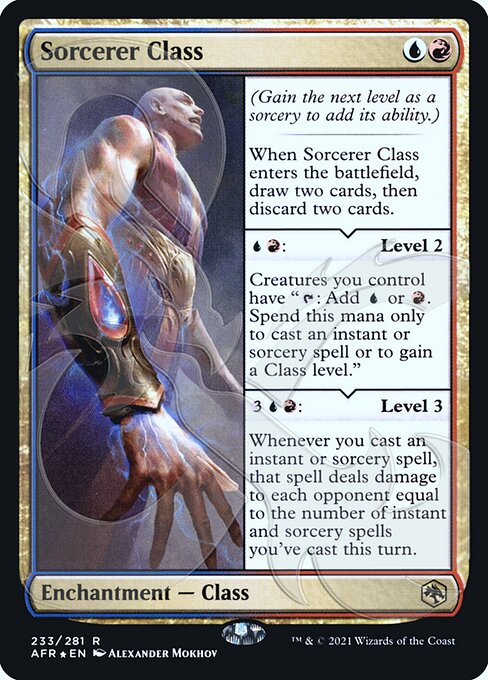 Sorcerer Class
(Gain the next level as a
sorcery to add its ability.)
When Sorcerer Class
enters the battlefield,
draw two cards, then
discard two cards.
: Level 2
Creatures you control
have “: Add or .
Spend this mana only
to cast an instant or
sorcery spell or to gain
a Class level.”
3 : Level 3
Whenever you cast an
instant or sorcery spell,
that spell deals damage
to each opponent equal
to the number of instant
and sorcery spells
you've cast this turn.
Enchantment — Class
233/281 R
AFR ★ EN Alexander Mokhov
™ & © 2021 Wizards of the Coast